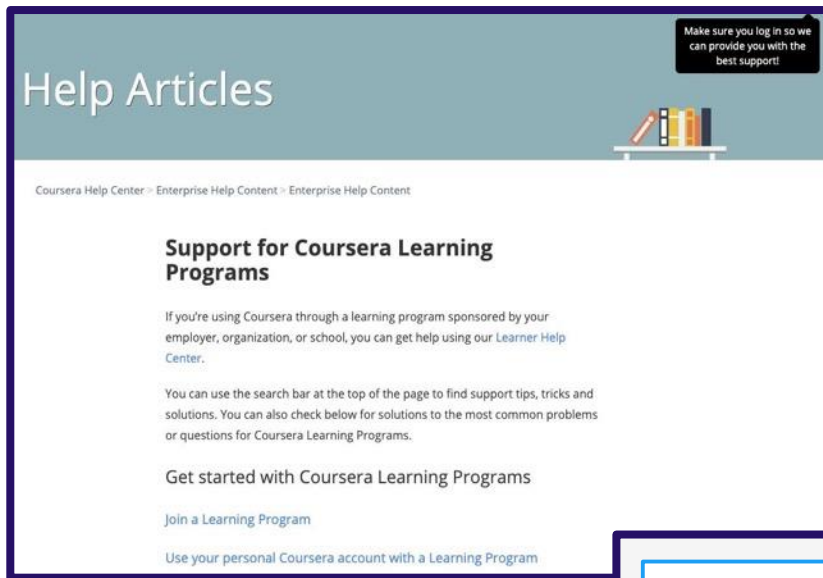 Make sure you log in so we
can provide you with the
best support!
Help Articles
Coursera Help Center > Enterprise Help Content > Enterprise Help Content
Support for Coursera Learning
Programs
If you're using Coursera through a learning program sponsored by your
employer, organization, or school, you can get help using our Learner Help
Center.
You can use the search bar at the top of the page to find support tips, tricks and
solutions. You can also check below for solutions to the most common problems
or questions for Coursera Learning Programs.
Get started with Coursera Learning Programs
Join a Learning Program
Use your personal Coursera account with a Learning Program